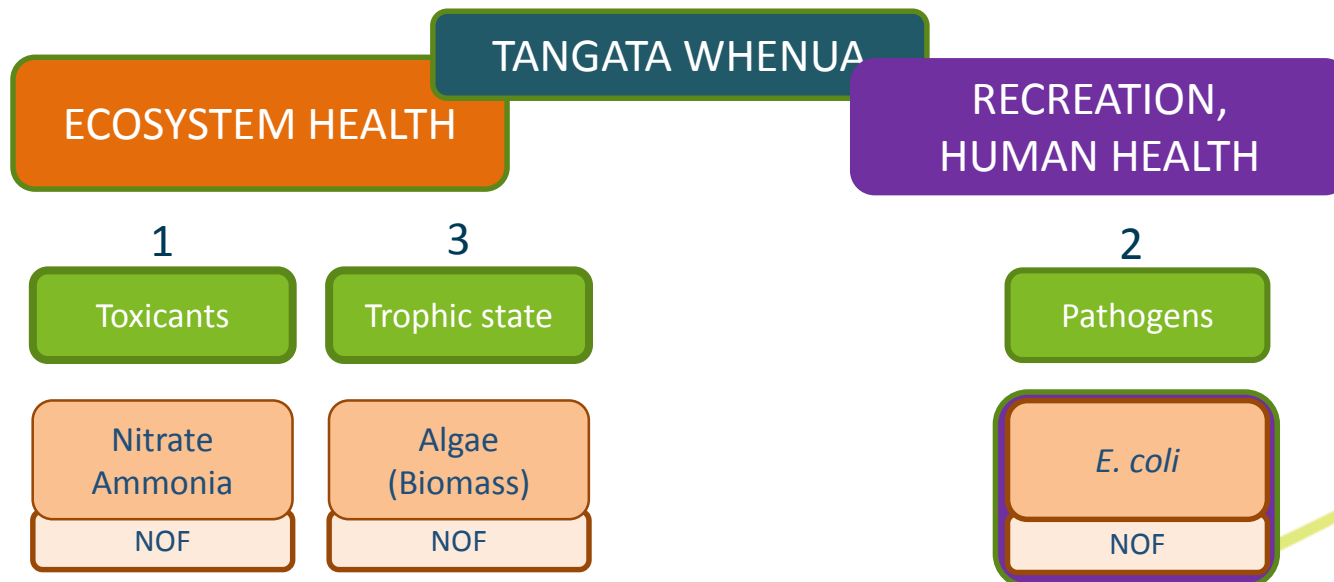 TANGATA WHENUA
ECOSYSTEM HEALTH
RECREATION,
HUMAN HEALTH
1
3
2
Toxicants
Trophic state
Pathogens
Nitrate
Ammonia
NOF
Algae
(Biomass)
NOF
E. coli
NOF